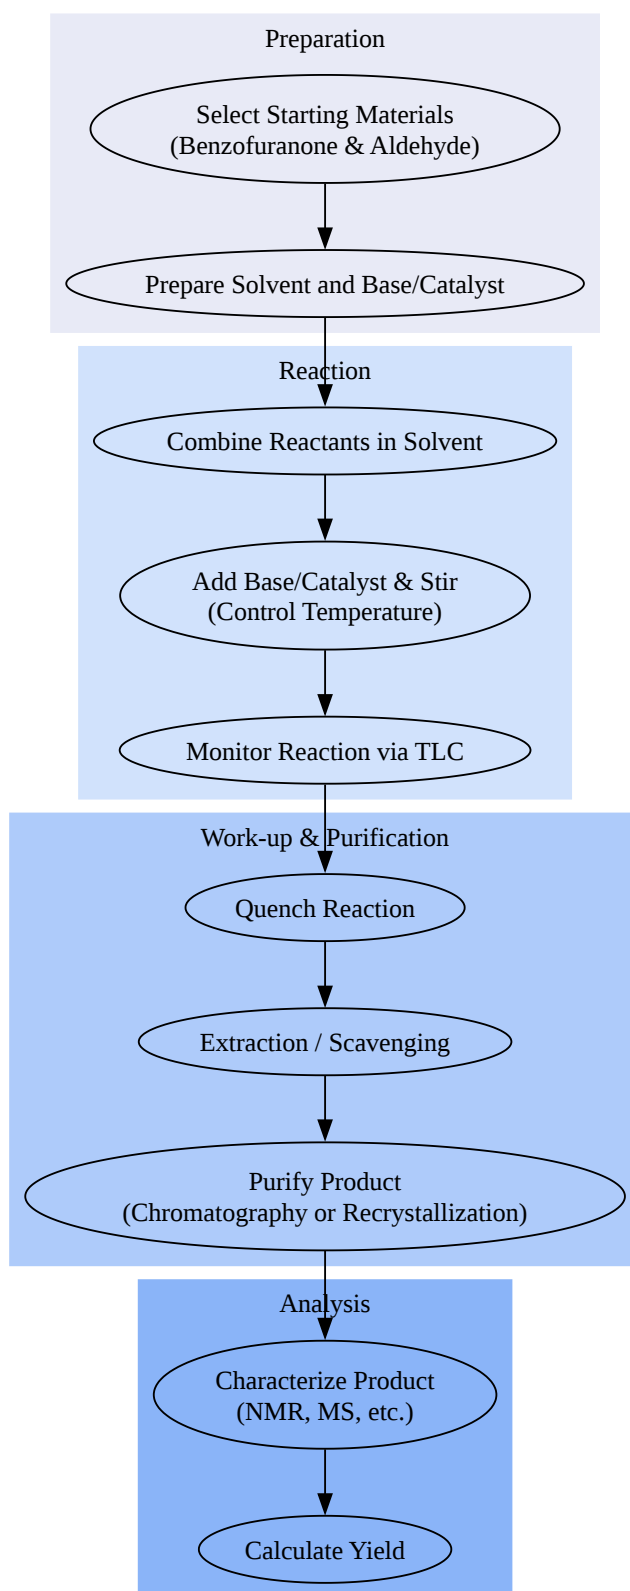 Preparation
Select Starting Materials
(Benzofuranone & Aldehyde)
Prepare Solvent and Base/Catalyst
Reaction
Combine Reactants in Solvent
Add Base/Catalyst & Stir
(Control Temperature)
Monitor Reaction via TLC
Work-up & Purification
Quench Reaction
Extraction / Scavenging
Purify Product
(Chromatography or Recrystallization)
Analysis
Characterize Product
(NMR, MS, etc.)
Calculate Yield